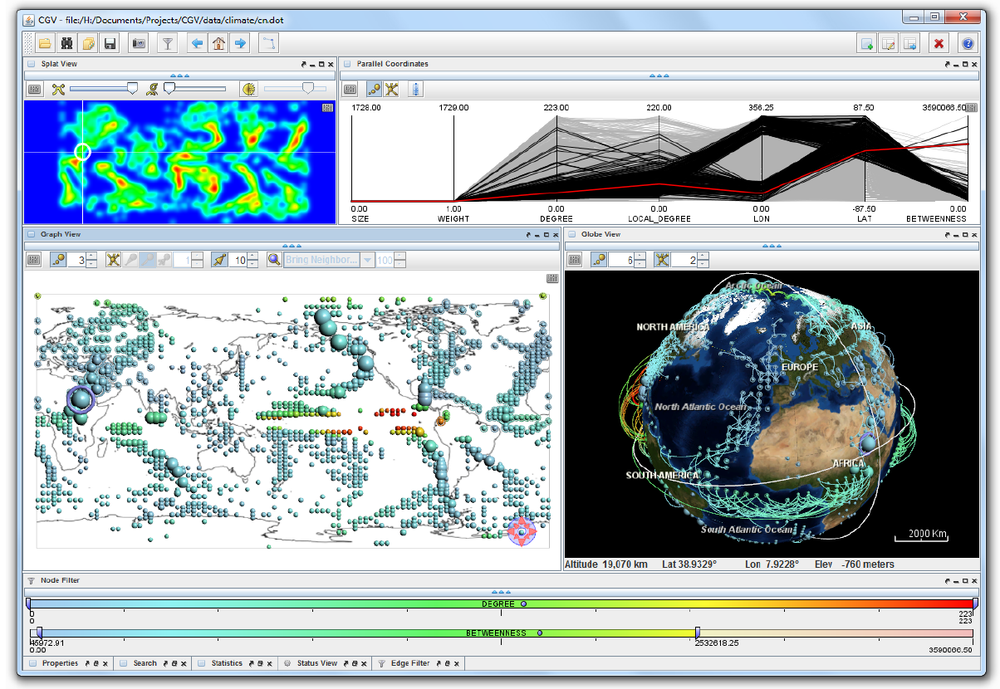 CGV - file:/H:/Documents/Projects/CGV/data/climate/cn.dot
Splat View
Parallel Coordinates
1728.00 1729.00 223.00 220.00 356.25 87.50 3590066.50
0.00 1.00 0.00 0.00 0.00 -87.50 0.00
SIZE WEIGHT DEGREE LOCAL_DEGREE LON LAT BETWEENNESS
Graph View
Globe View
3 1 10 Bring Neighbor... 100
6 2
Arctic Ocean
NORTH AMERICA
ASIA
EUROPE
North Atlantic Ocean
AFRICA
SOUTH AMERICA
South Atlantic Ocean
2000 Km
Altitude 19,070 km Lat 38.9329° Lon 7.9228° Elev -760 meters
Node Filter
DEGREE
0 223
0 223
BETWEENNESS
45972.91 2532618.25
0.00 3590066.50
Properties Search Statistics Status View Edge Filter